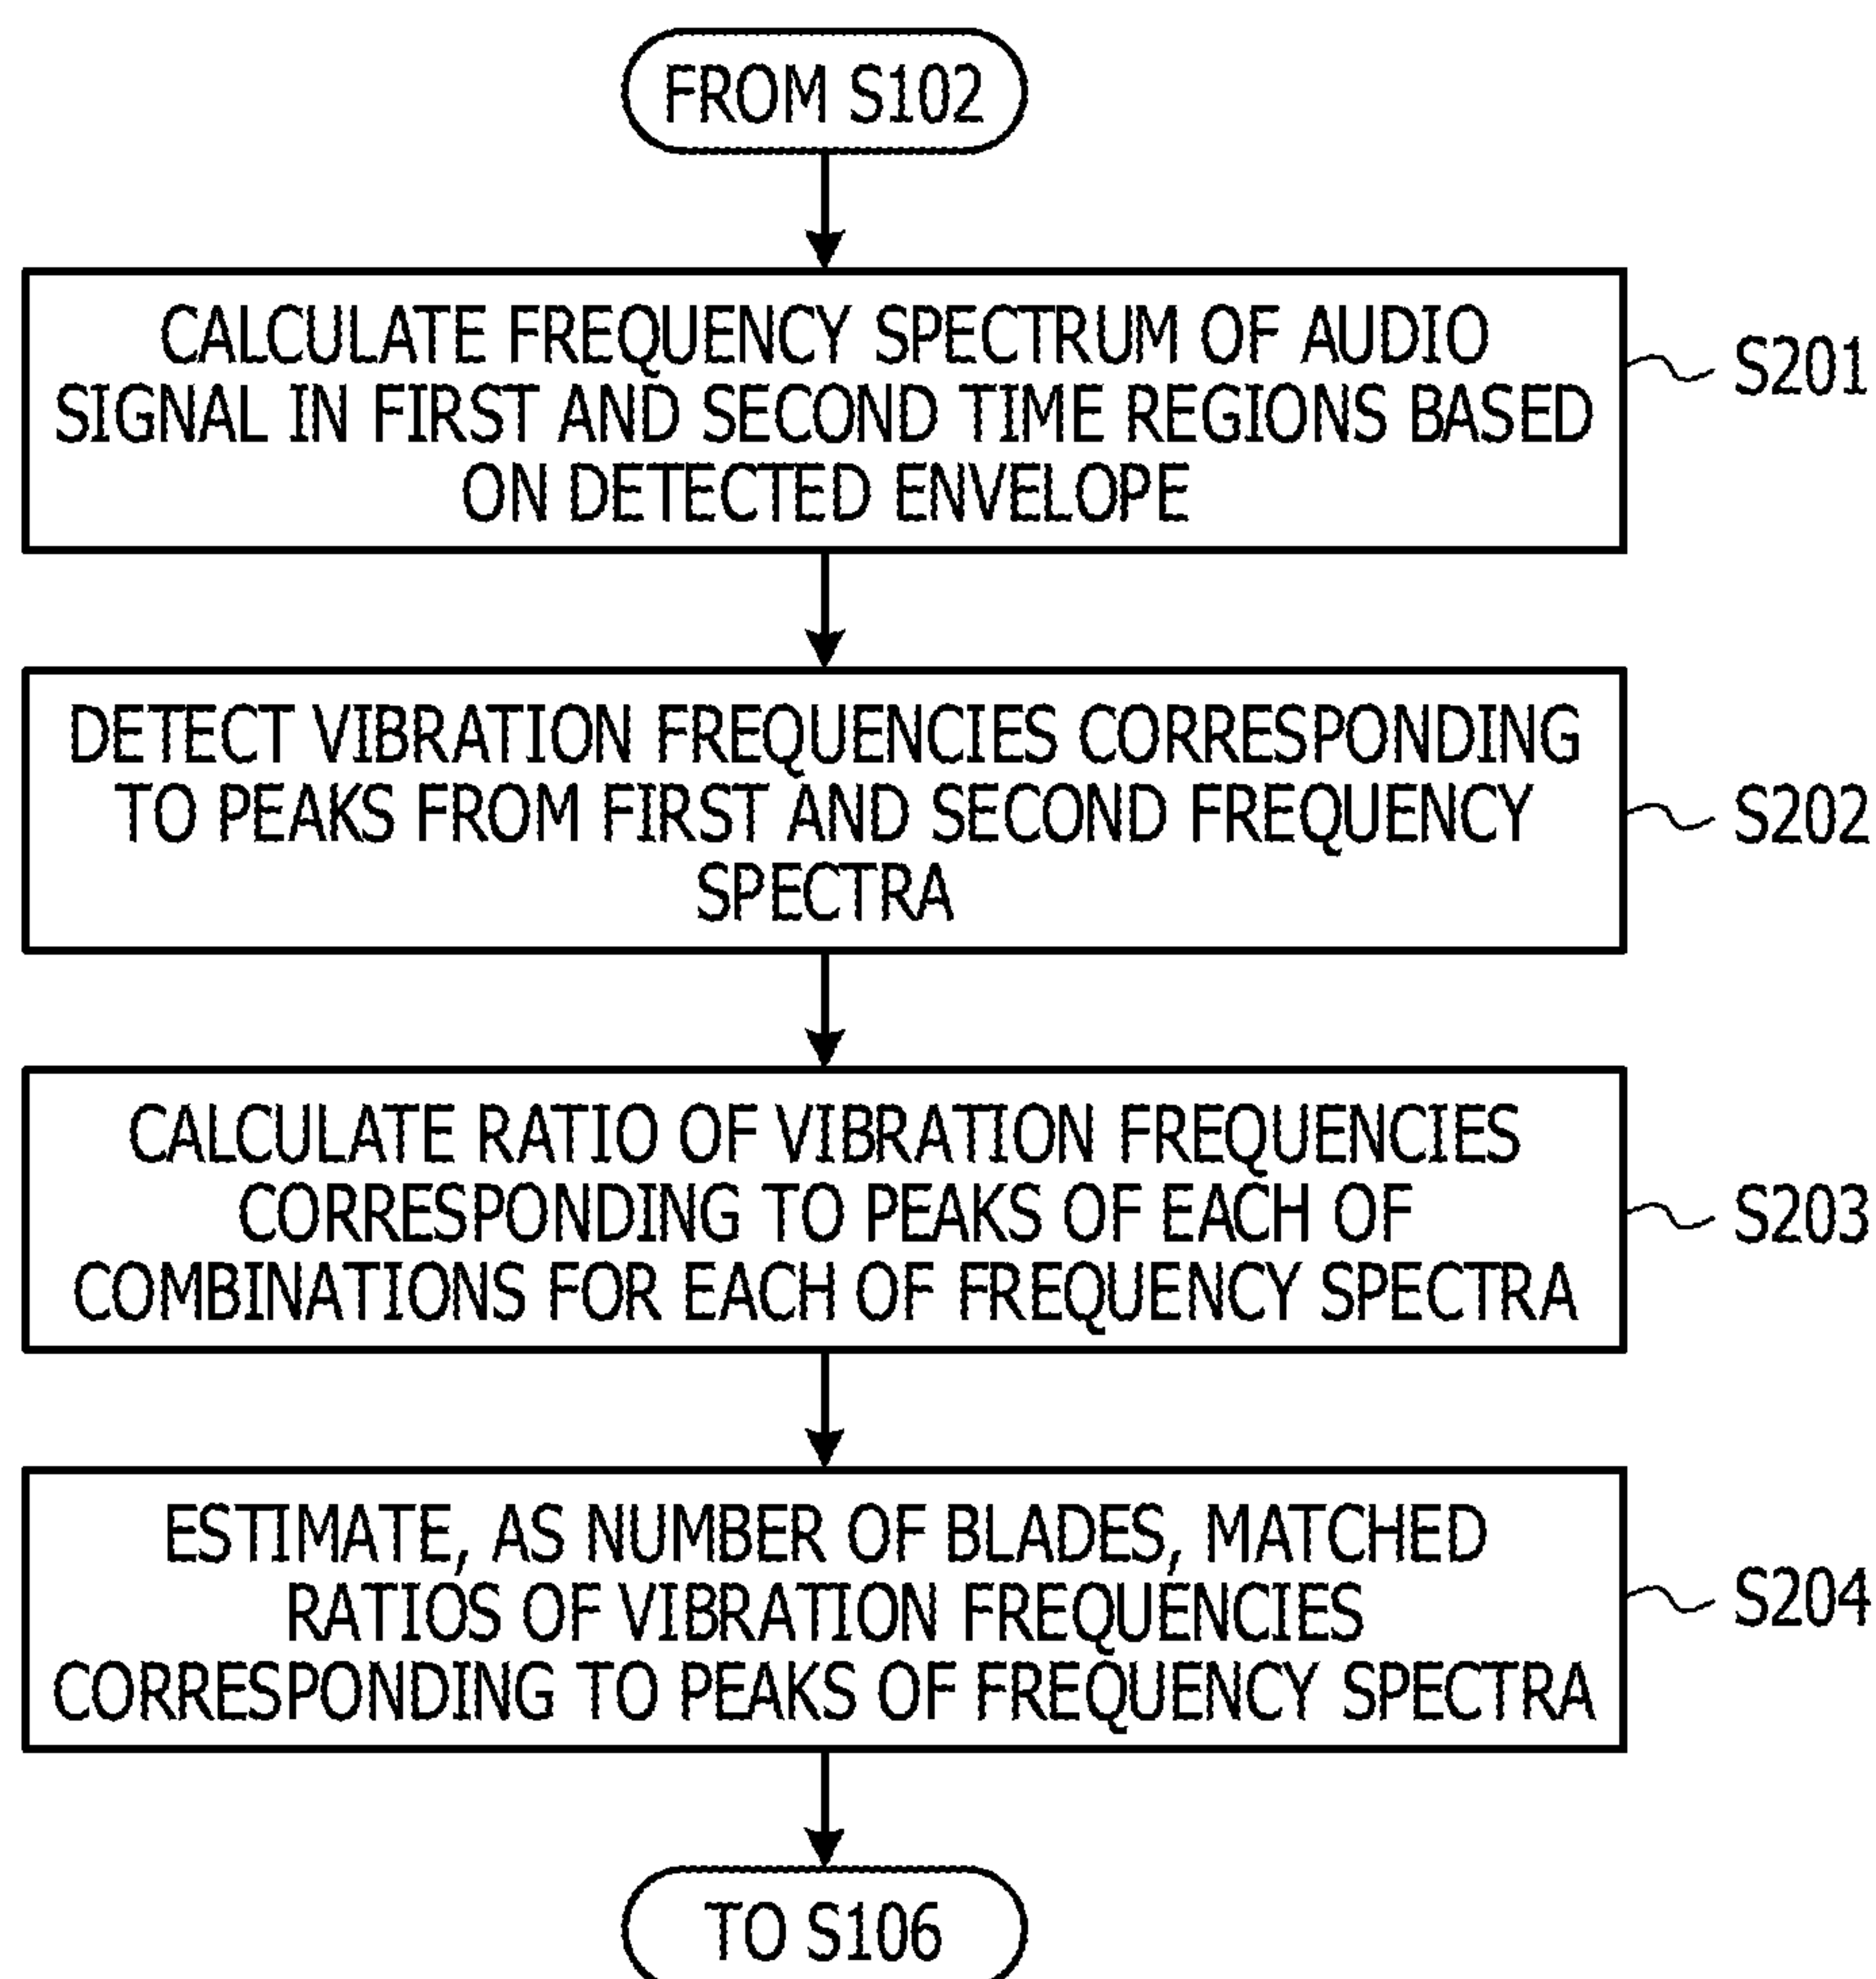 FROM S102
CALCULATE FREQUENCY SPECTRUM OF AUDIO
SIGNAL IN FIRST AND SECOND TIME REGIONS BASED
ON DETECTED ENVELOPE
S201
DETECT VIBRATION FREQUENCIES CORRESPONDING
TO PEAKS FROM FIRST AND SECOND FREQUENCY
SPECTRA
S202
CALCULATE RATIO OF VIBRATION FREQUENCIES
CORRESPONDING TO PEAKS OF EACH OF
COMBINATIONS FOR EACH OF FREQUENCY SPECTRA
S203
ESTIMATE, AS NUMBER OF BLADES, MATCHED
RATIOS OF VIBRATION FREQUENCIES
CORRESPONDING TO PEAKS OF FREQUENCY SPECTRA
S204
TO S106